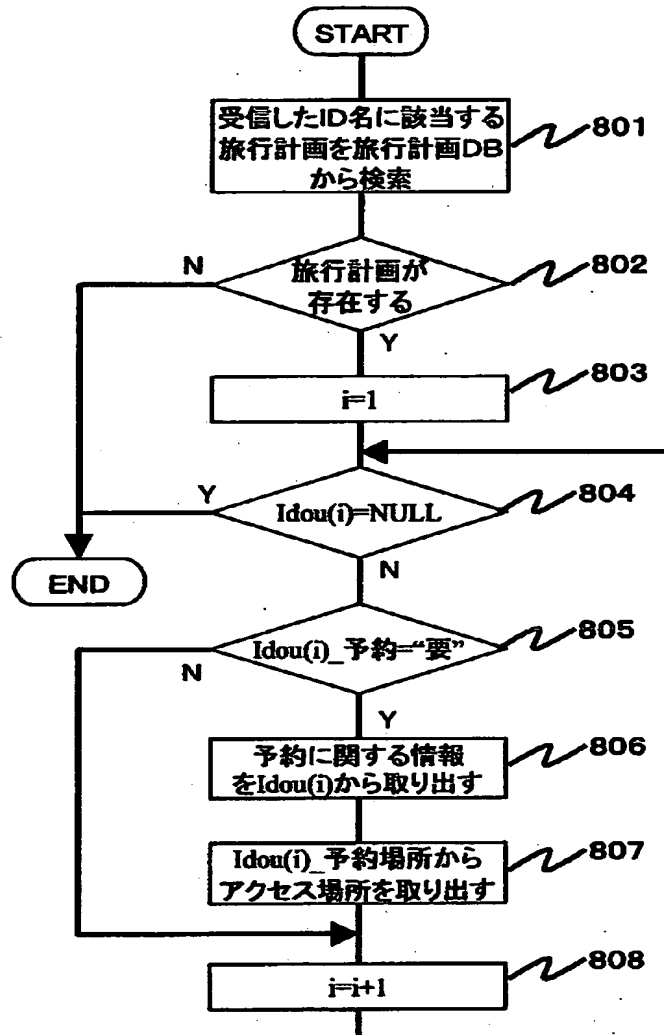 START
受信したID名に該当する
旅行計画を旅行計画DB
から検索
801
N
旅行計画が
存在する
802
Y
i=1
803
Y
Idou(i)=NULL
804
END
N
Idou(i)_予約=“要”
805
N
Y
予約に関する情報
をIdou(i)から取り出す
806
Idou(i)_予約場所から
アクセス場所を取り出す
807
i=i+1
808